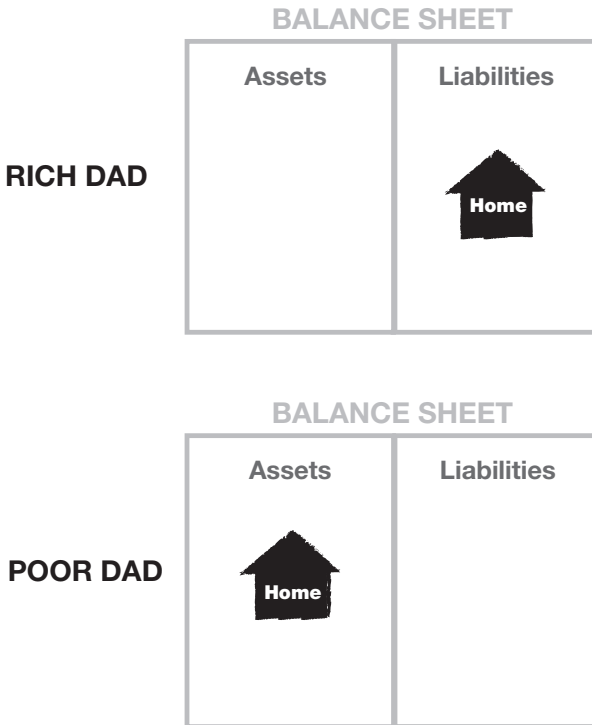 BALANCE SHEET
Assets Liabilities
RICH DAD
Home
BALANCE SHEET
Assets Liabilities
POOR DAD
Home